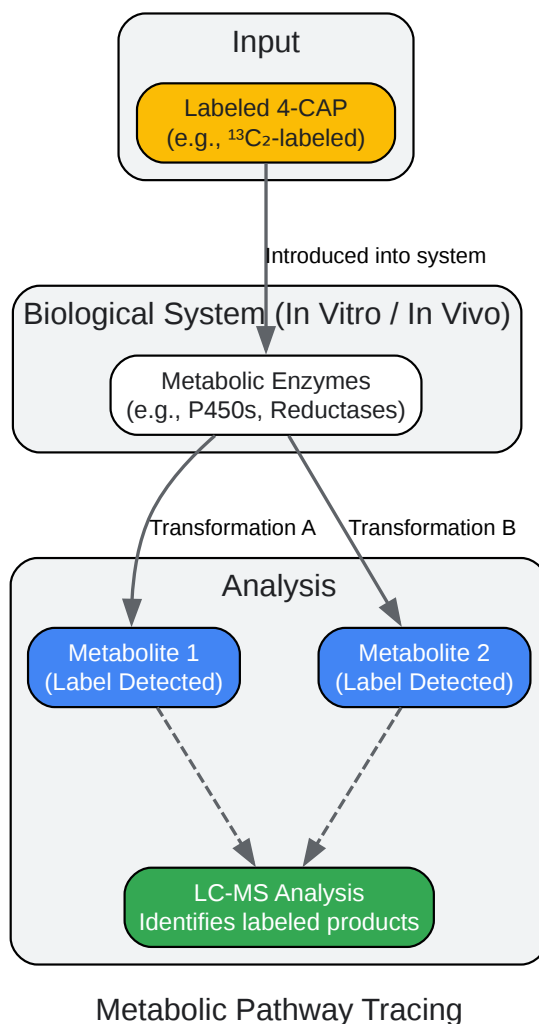 Input
Labeled 4-CAP
(e.g., ¹³C₂-labeled)
Introduced into system
Biological System (In Vitro / In Vivo)
Metabolic Enzymes
(e.g., P450s, Reductases)
Transformation A
Transformation B
Analysis
Metabolite 1
(Label Detected)
Metabolite 2
(Label Detected)
LC-MS Analysis
Identifies labeled products
Metabolic Pathway Tracing